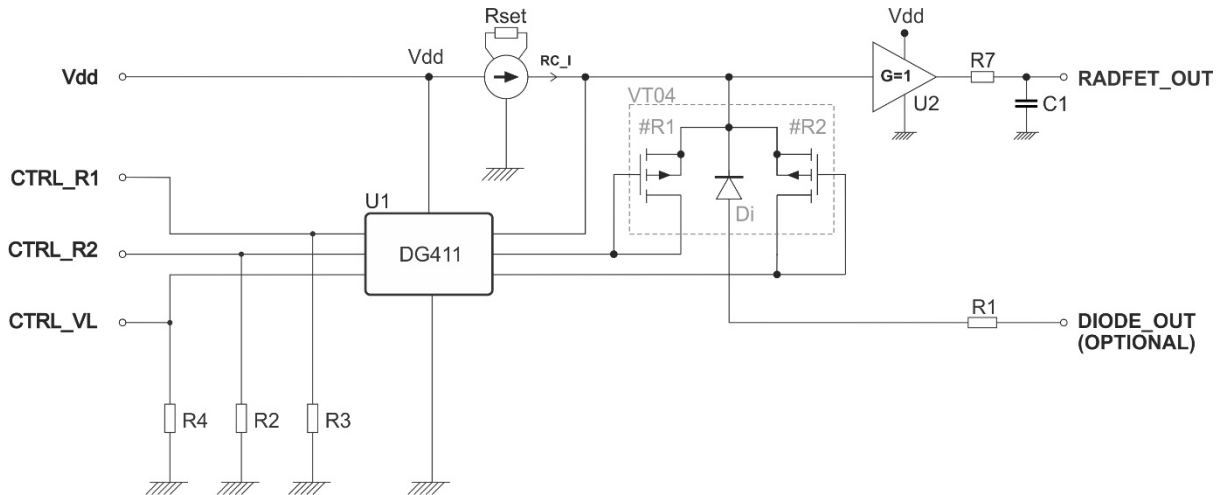 Rset
Vdd
Vdd
Vdd
RC_I
G=1
U2
R7
RADFET_OUT
C1
VT04
#R1
#R2
CTRL_R1
U1
Di
CTRL_R2
DG411
CTRL_VL
R1
DIODE_OUT
(OPTIONAL)
R4
R2
R3